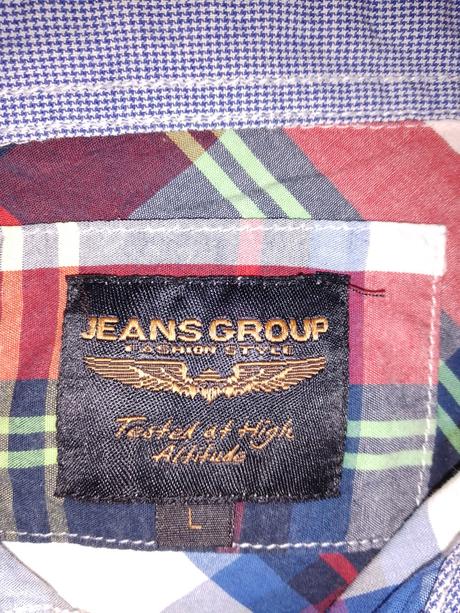 JEANS GROUP
FASHION STYLE
Tested at High
Altitude
L